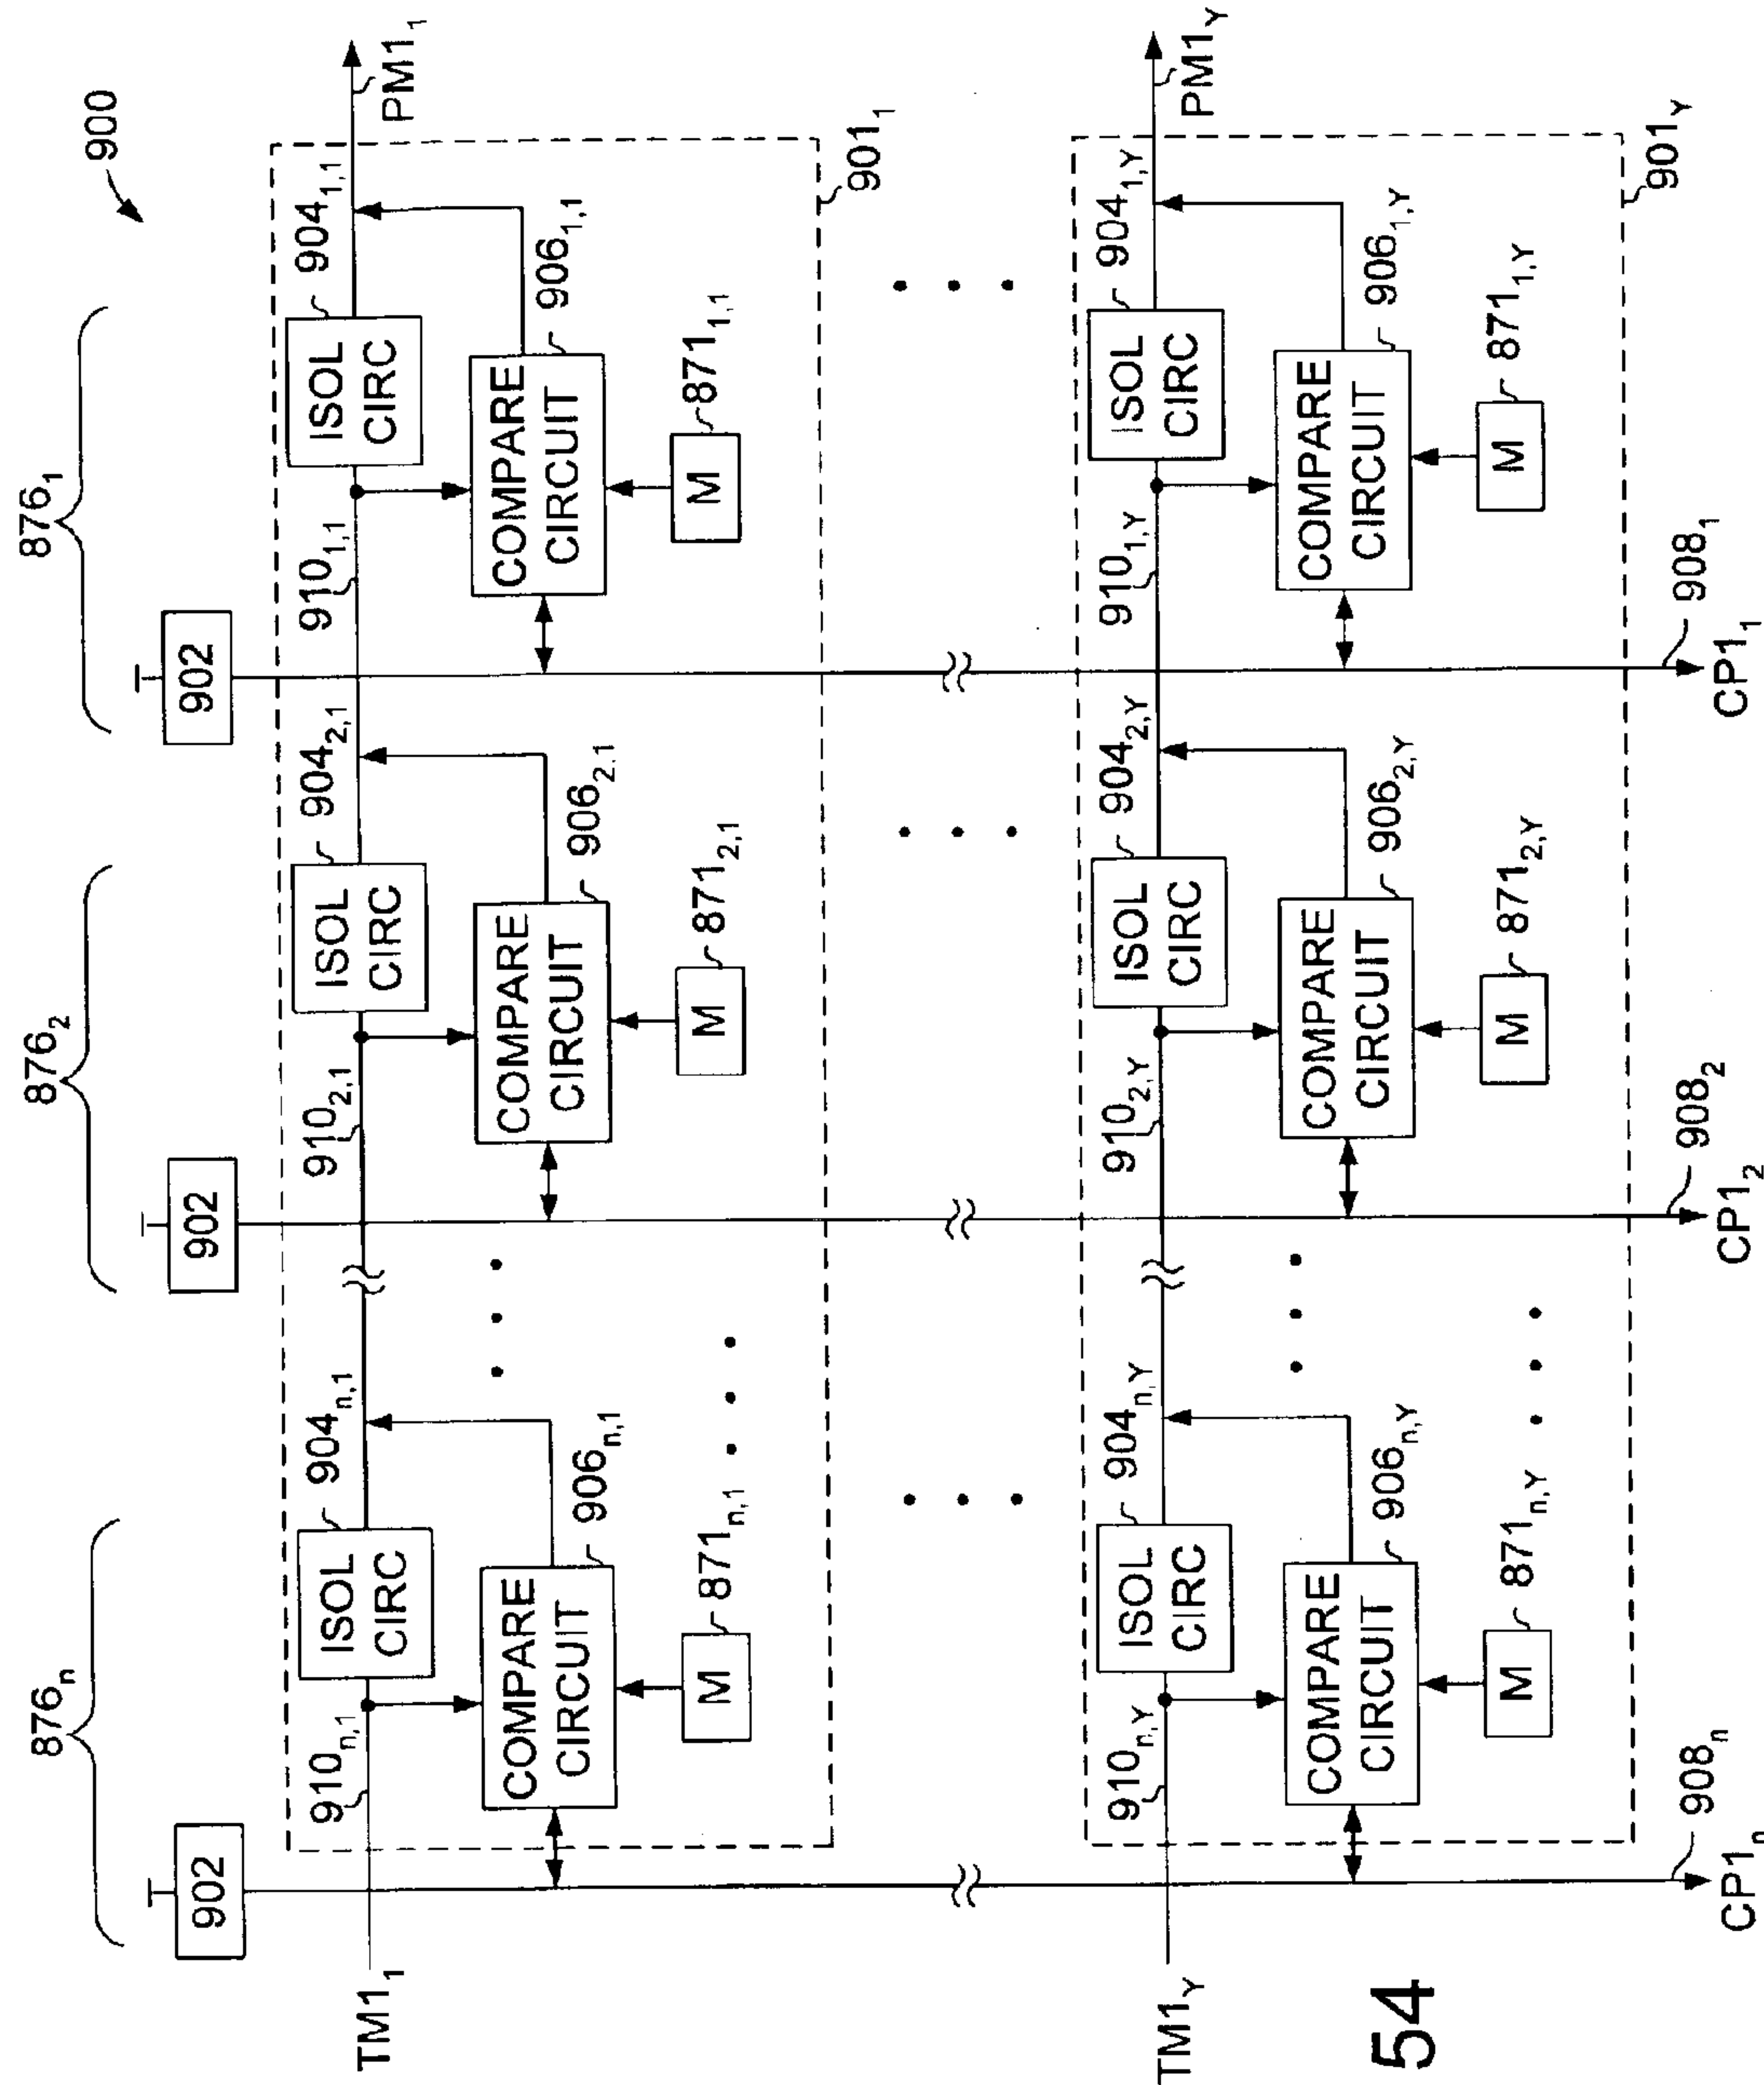 900
876ₙ
876₂
876₁
902
902
902
TM1₁
910ₙ,₁
ISOL
CIRC
904ₙ,₁
910₂,₁
ISOL
CIRC
904₂,₁
910₁,₁
ISOL
CIRC
904₁,₁
PM1₁
COMPARE
CIRCUIT
906ₙ,₁
COMPARE
CIRCUIT
906₂,₁
COMPARE
CIRCUIT
906₁,₁
M
871ₙ,₁
M
871₂,₁
M
871₁,₁
901₁
TM1Y
910n,Y
ISOL
CIRC
904n,Y
9102,Y
ISOL
CIRC
9042,Y
9101,Y
ISOL
CIRC
9041,Y
PM1Y
COMPARE
CIRCUIT
906n,Y
COMPARE
CIRCUIT
9062,Y
COMPARE
CIRCUIT
9061,Y
M
871n,Y
M
8712,Y
M
8711,Y
901Y
908ₙ
908₂
908₁
CP1ₙ
CP1₂
CP1₁
54